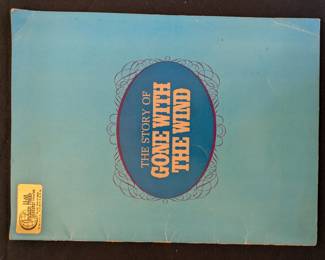 THE STORY OF
GONE WITH
THE WIND